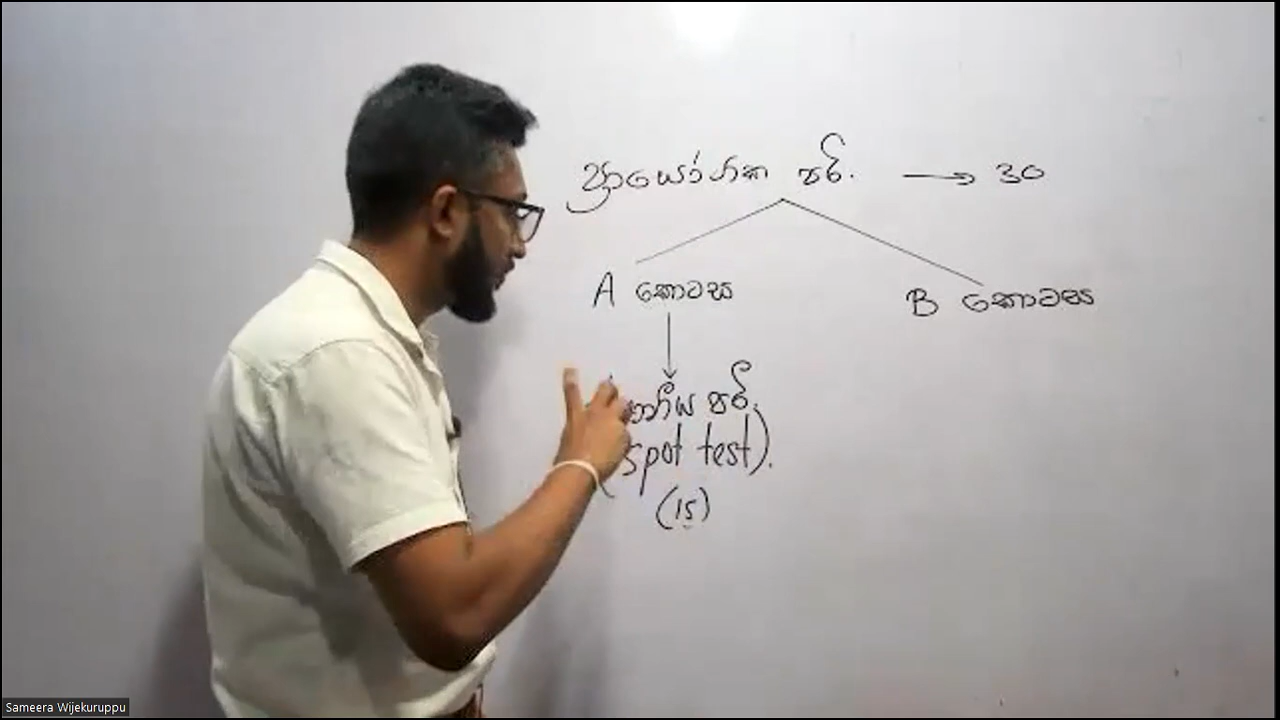 ප්‍රායෝගික පරී. → 30
A කොටස
B කොටස
පරී.
(spot test).
(15)
Sameera Wijekuruppu